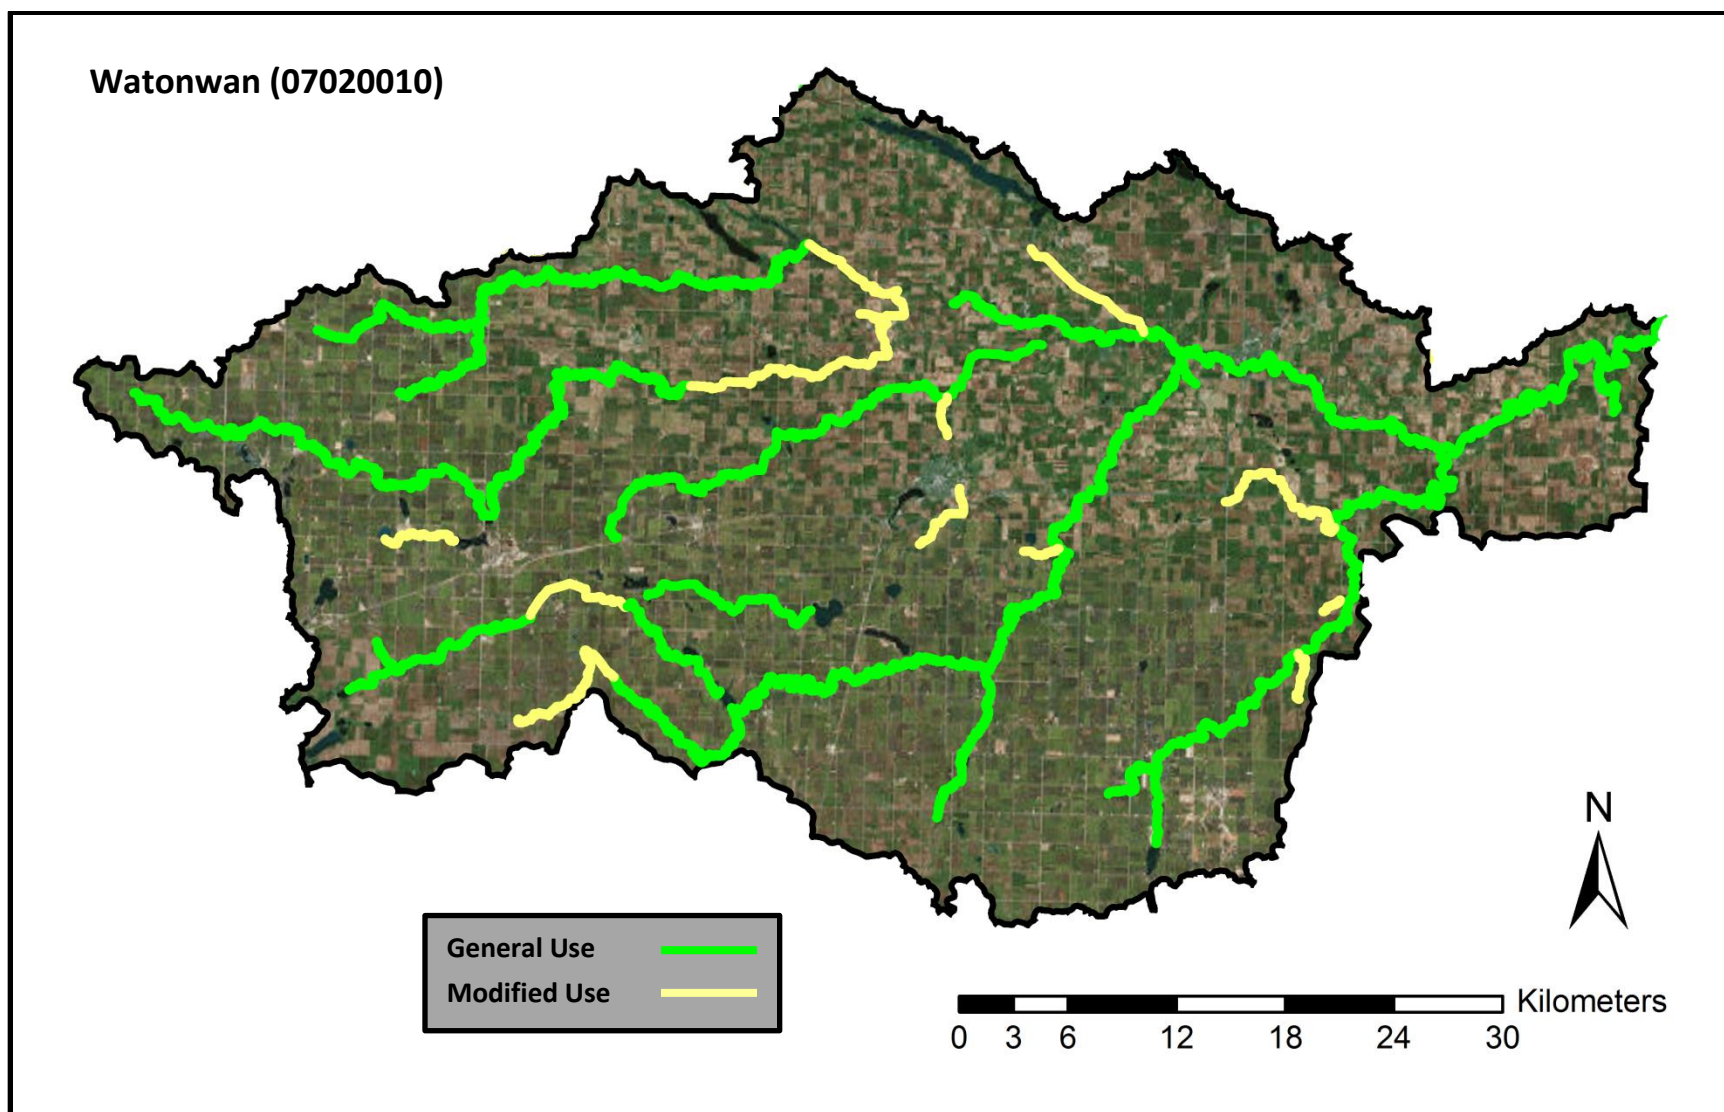 Watonwan (07020010)
General Use
Modified Use
N
Kilometers
0 3 6 12 18 24 30